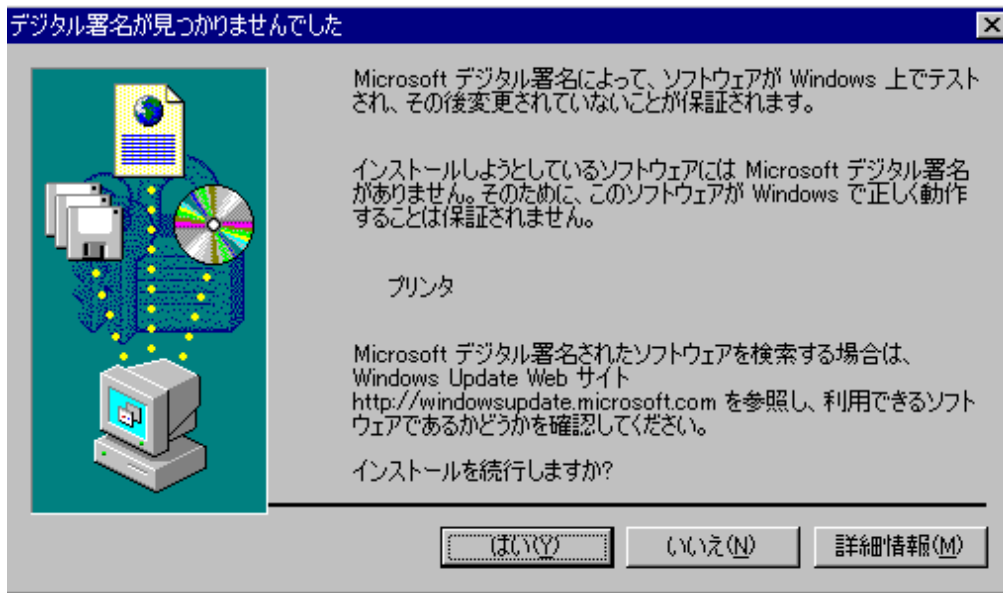 デジタル署名が見つかりませんでした
Microsoft デジタル署名によって、ソフトウェアが Windows 上でテスト
され、その後変更されていないことが保証されます。
インストールしようとしているソフトウェアには Microsoft デジタル署名
がありません。そのために、このソフトウェアが Windows で正しく動作
することは保証されません。
プリンタ
Microsoft デジタル署名されたソフトウェアを検索する場合は、
Windows Update Web サイト
http://windowsupdate.microsoft.com を参照し、利用できるソフト
ウェアであるかどうかを確認してください。
インストールを続行しますか?
はい(Y) いいえ(N) 詳細情報(M)